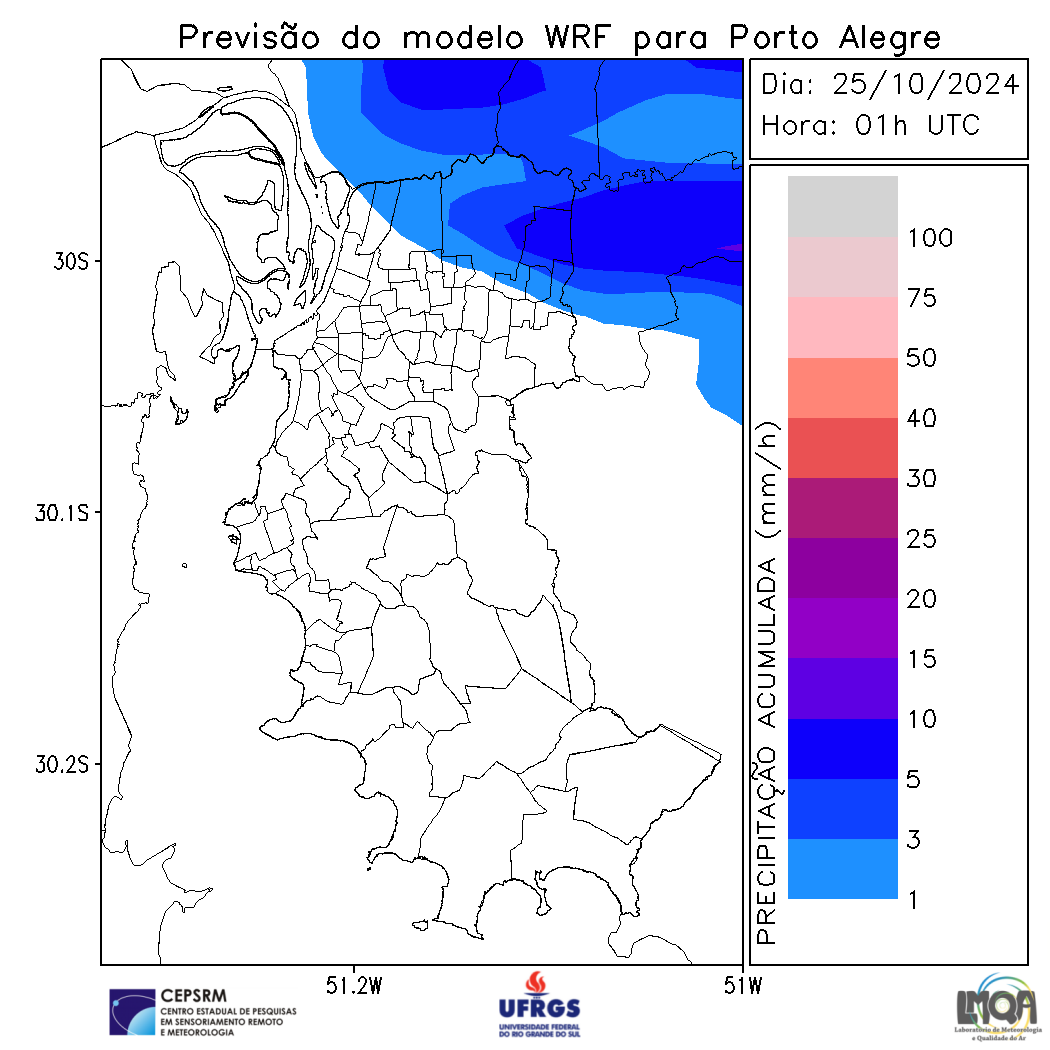 Previsão do modelo WRF para Porto Alegre
Dia: 25/10/2024
Hora: 01h UTC
30S
30.1S
30.2S
51.2W
51W
PRECIPITAÇÃO ACUMULADA (mm/h)
100
75
50
40
30
25
20
15
10
5
3
1
CEPSRM
CENTRO ESTADUAL DE PESQUISAS
EM SENSORIAMENTO REMOTO
E METEOROLOGIA
UFRGS
UNIVERSIDADE FEDERAL
DO RIO GRANDE DO SUL
LMQA
Laboratório de Meteorologia
e Qualidade do Ar